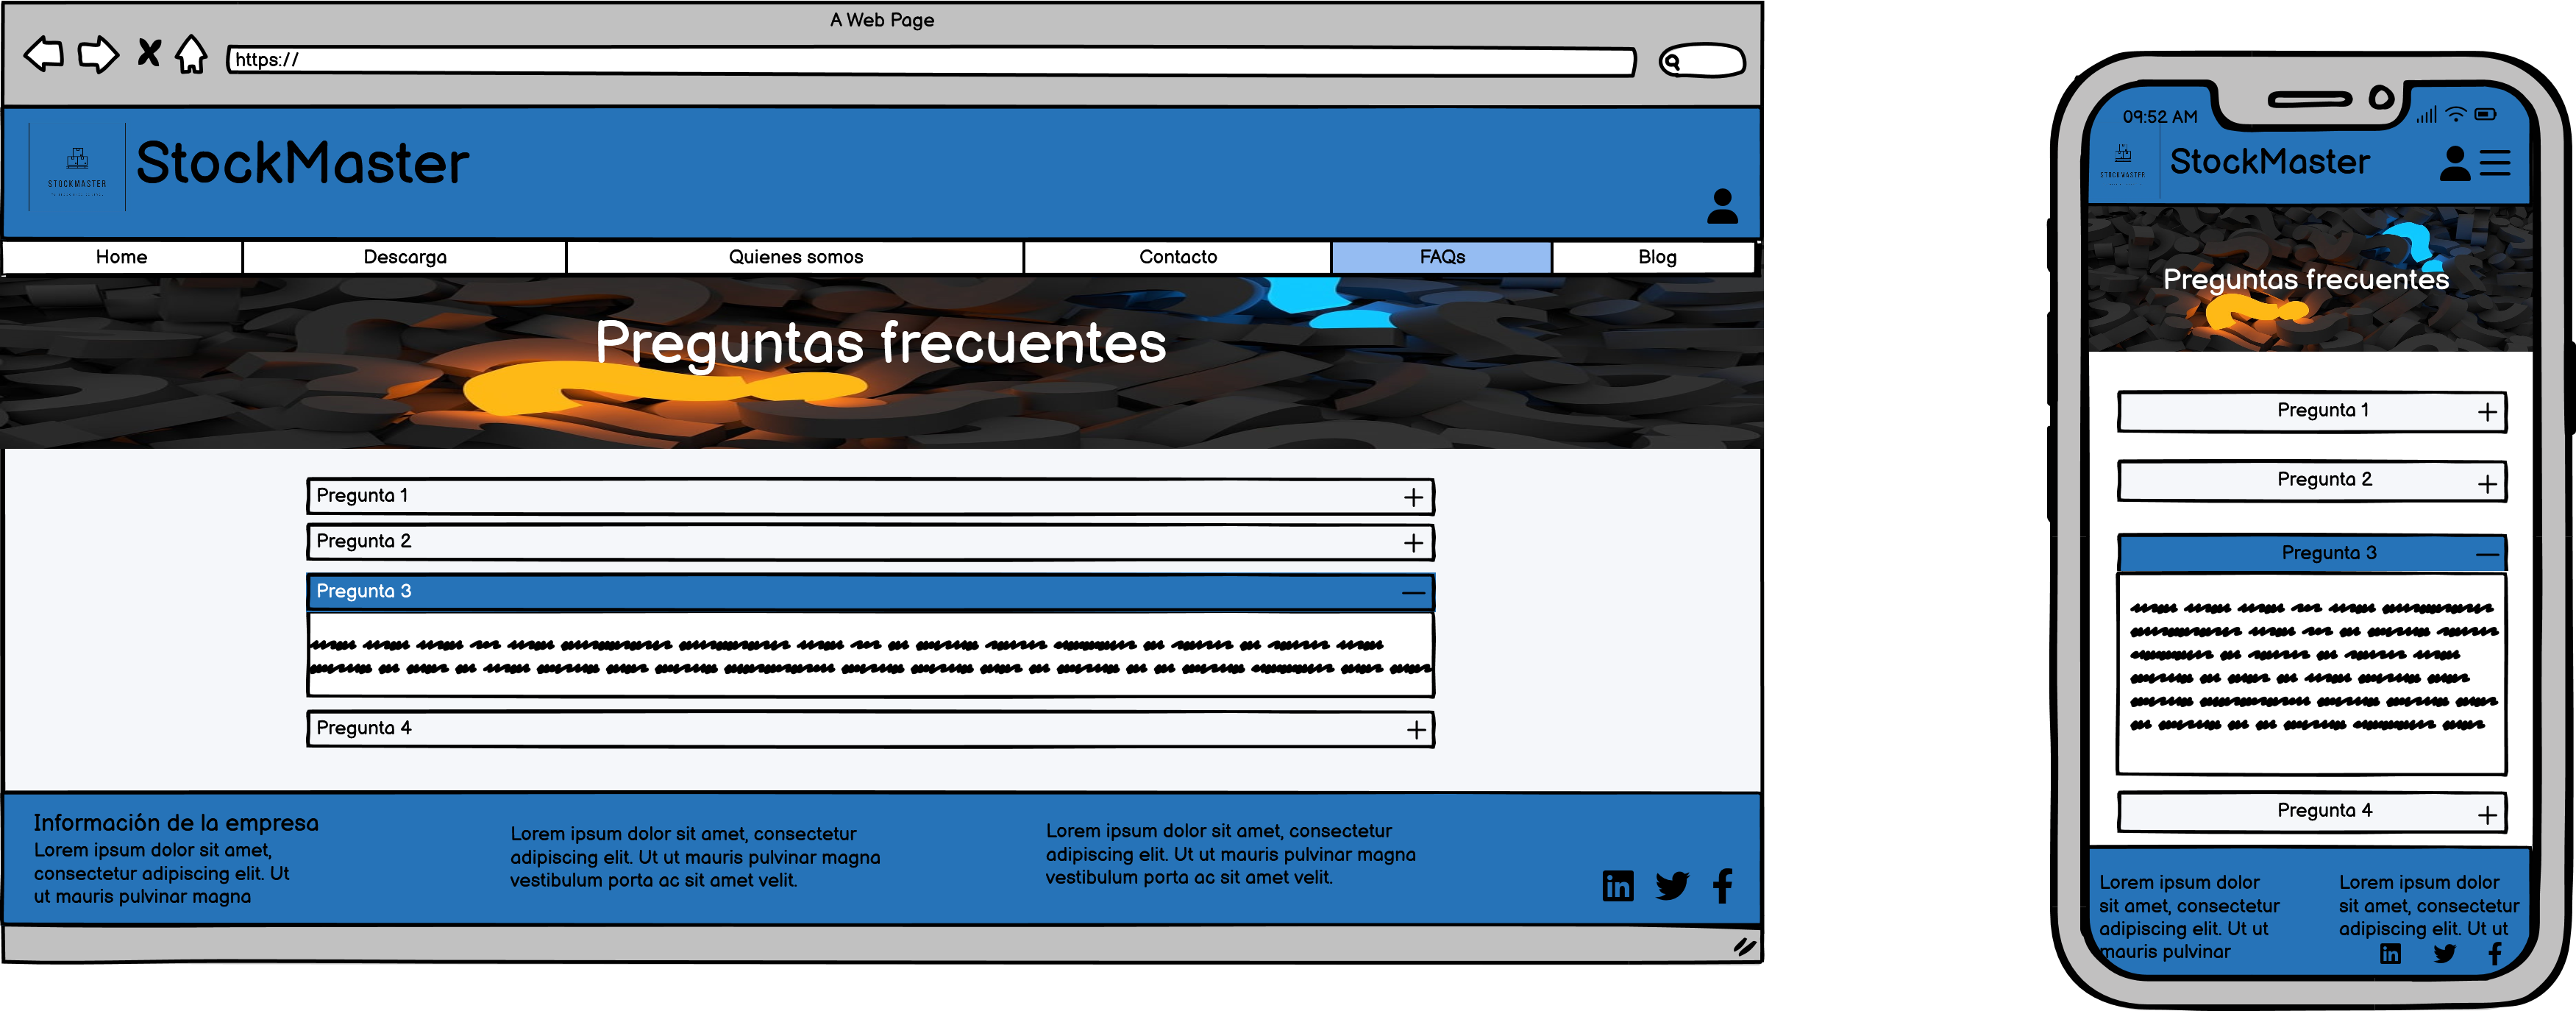 A Web Page
https://
STOCKMASTER
StockMaster
Home
Descarga
Quienes somos
Contacto
FAQs
Blog
Preguntas frecuentes
Pregunta 1
Pregunta 2
Pregunta 3
Pregunta 4
Información de la empresa
Lorem ipsum dolor sit amet,
consectetur adipiscing elit. Ut
ut mauris pulvinar magna
Lorem ipsum dolor sit amet, consectetur
adipiscing elit. Ut ut mauris pulvinar magna
vestibulum porta ac sit amet velit.
Lorem ipsum dolor sit amet, consectetur
adipiscing elit. Ut ut mauris pulvinar magna
vestibulum porta ac sit amet velit.
in
09:52 AM
STOCKMASTER
StockMaster
Preguntas frecuentes
Pregunta 1
Pregunta 2
Pregunta 3
Pregunta 4
Lorem ipsum dolor
sit amet, consectetur
adipiscing elit. Ut ut
mauris pulvinar
Lorem ipsum dolor
sit amet, consectetur
adipiscing elit. Ut ut
in